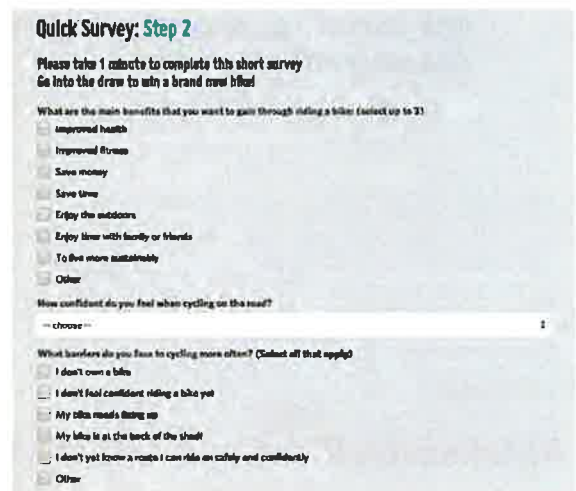 Quick Survey: Step 2
Please take 1 minute to complete this short survey
Go into the draw to win a brand new bike!
What are the main benefits that you want to gain through riding a bike? (select up to 3)
Improved health
Improved fitness
Save money
Save time
Enjoy the outdoors
Enjoy time with family or friends
To live more sustainably
Other
How confident do you feel when cycling on the road?
-- choose --
What barriers do you face to cycling more often? (Select all that apply)
I don't own a bike
I don't feel confident riding a bike yet
My bike needs fixing up
My bike is at the back of the shed!
I don't yet know a route I can ride on safely and confidently
Other